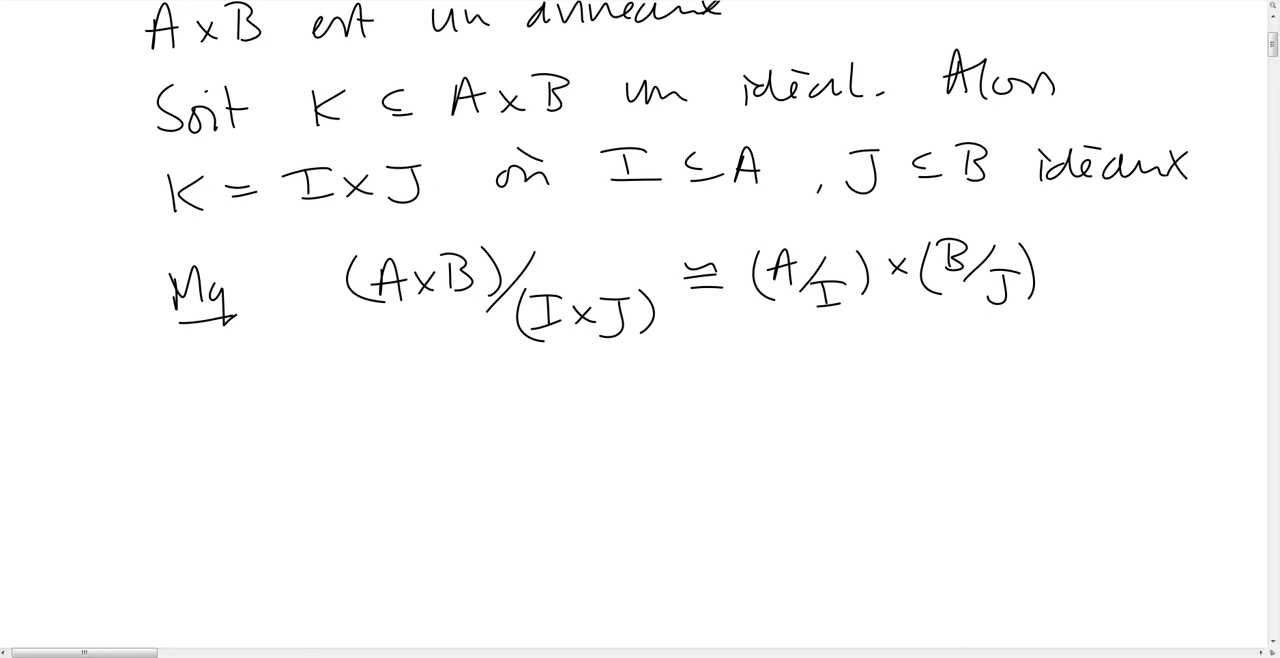 A x B est un anneaux
Soit K ⊆ A x B un idéal. Alors
K = I x J où I ⊆ A, J ⊆ B idéaux
Mq (A x B)/(I x J) ≅ (A/I) x (B/J)